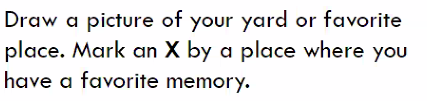 Draw a picture of your yard or favorite
place. Mark an X by a place where you
have a favorite memory.